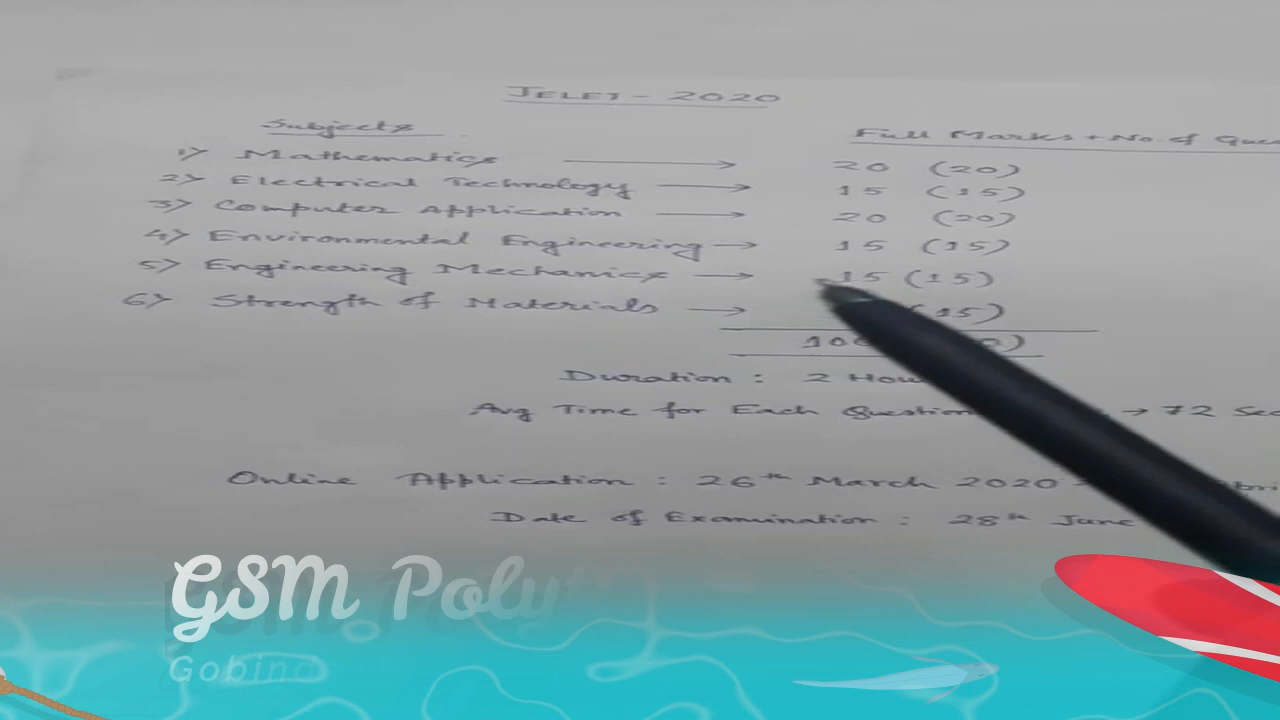 JELET - 2020
Subjects
Full Marks + No. of
1) Mathematics → 20 (20)
2) Electrical Technology → 15 (15)
3) Computer Application → 20 (20)
4) Environmental Engineering → 15 (15)
5) Engineering Mechanics → 15 (15)
6) Strength of Materials → (15)
Duration : 2
Avg Time for Each Question → 72
Online Application : 26th March 2020 -
Date of Examination : 28th June
GSM